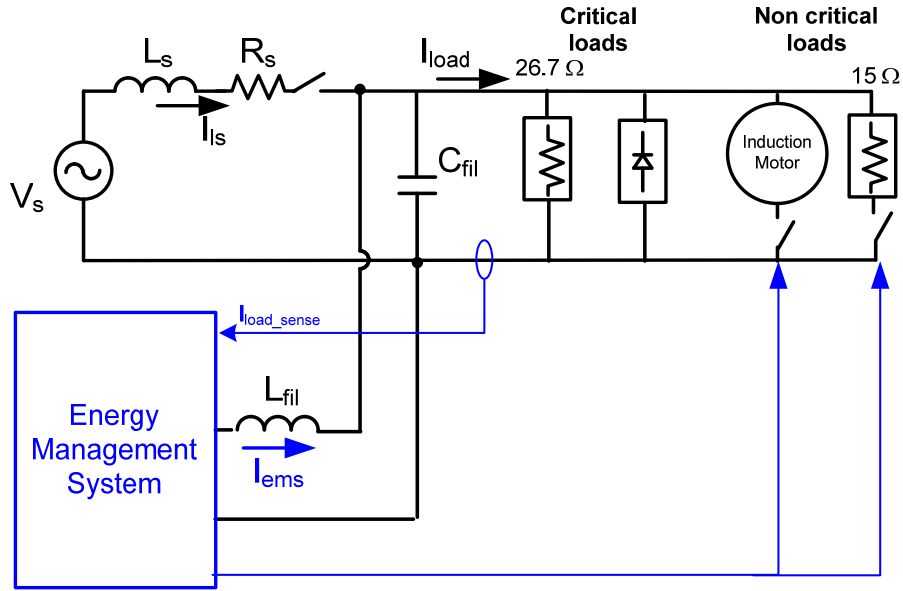 Critical
loads
Non critical
loads
Ls
Rs
Iload
26.7 Ω
15 Ω
Ils
Cfil
Induction
Motor
Vs
Iload_sense
Lfil
Energy
Management
System
Iems